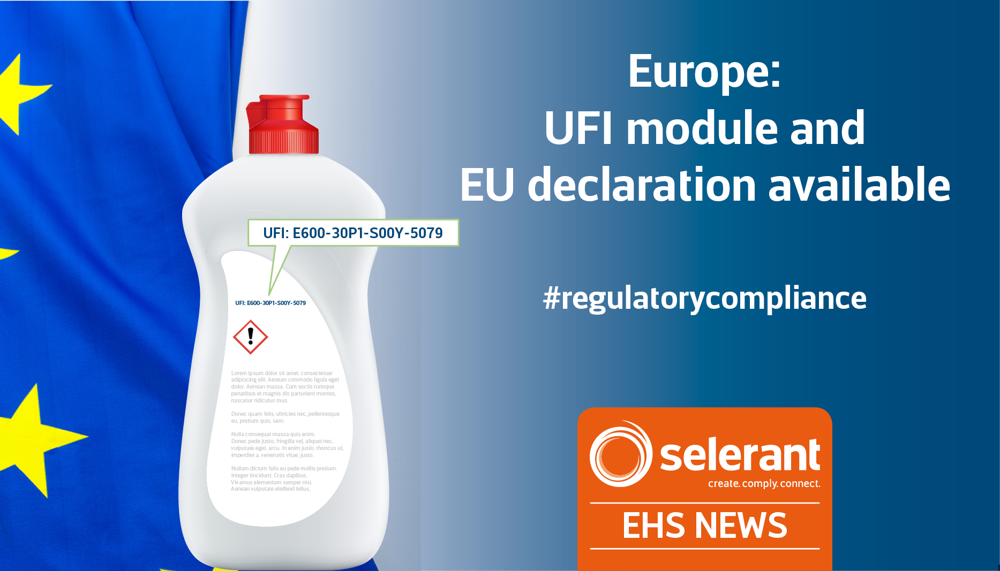 Europe:
UFI module and
EU declaration available
UFI: E600-30P1-S00Y-5079
#regulatorycompliance
UFI: E600-30P1-S00Y-5079
!
Lorem ipsum dolor sit amet, consectetuer
adipiscing elit. Aenean commodo ligula eget
dolor. Aenean massa. Cum sociis natoque
penatibus et magnis dis parturient montes,
nascetur ridiculus mus.
Donec quam felis, ultricies nec, pellentesque
eu, pretium quis, sem.
Nulla consequat massa quis enim.
Donec pede justo, fringilla vel, aliquet nec,
vulputate eget, arcu. In enim justo, rhoncus ut,
imperdiet a, venenatis vitae, justo.
Nullam dictum felis eu pede mollis pretium.
Integer tincidunt. Cras dapibus.
Vivamus elementum semper nisi.
Aenean vulputate eleifend tellus.
selerant
create. comply. connect.
EHS NEWS